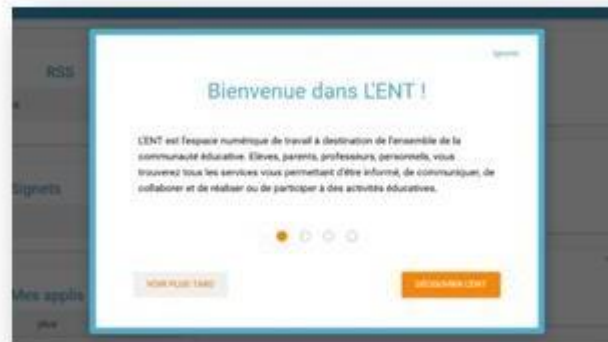 Ignorer
RSS
Bienvenue dans L'ENT !
L'ENT est l'espace numérique de travail à destination de l'ensemble de la
communauté éducative. Elèves, parents, professeurs, personnels, vous
trouverez tous les services vous permettant d'être informé, de communiquer, de
collaborer et de réaliser ou de participer à des activités éducatives.
Signets
VOIR PLUS TARD
DÉCOUVRIR L'ENT
Mes applis
plus